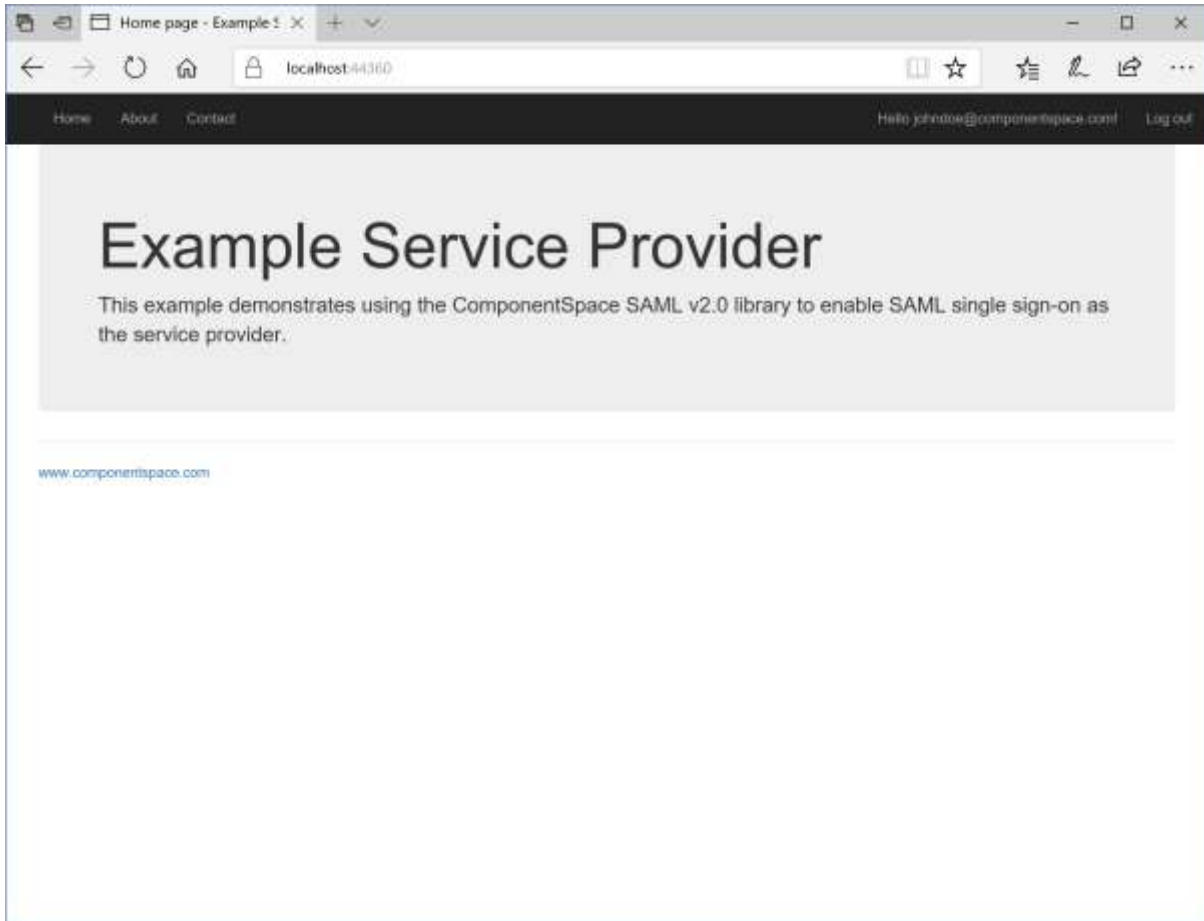 Home page - Example S
localhost:44360
Home About Contact Hello johndoe@componentspace.com! Log out
Example Service Provider
This example demonstrates using the ComponentSpace SAML v2.0 library to enable SAML single sign-on as
the service provider.
www.componentspace.com